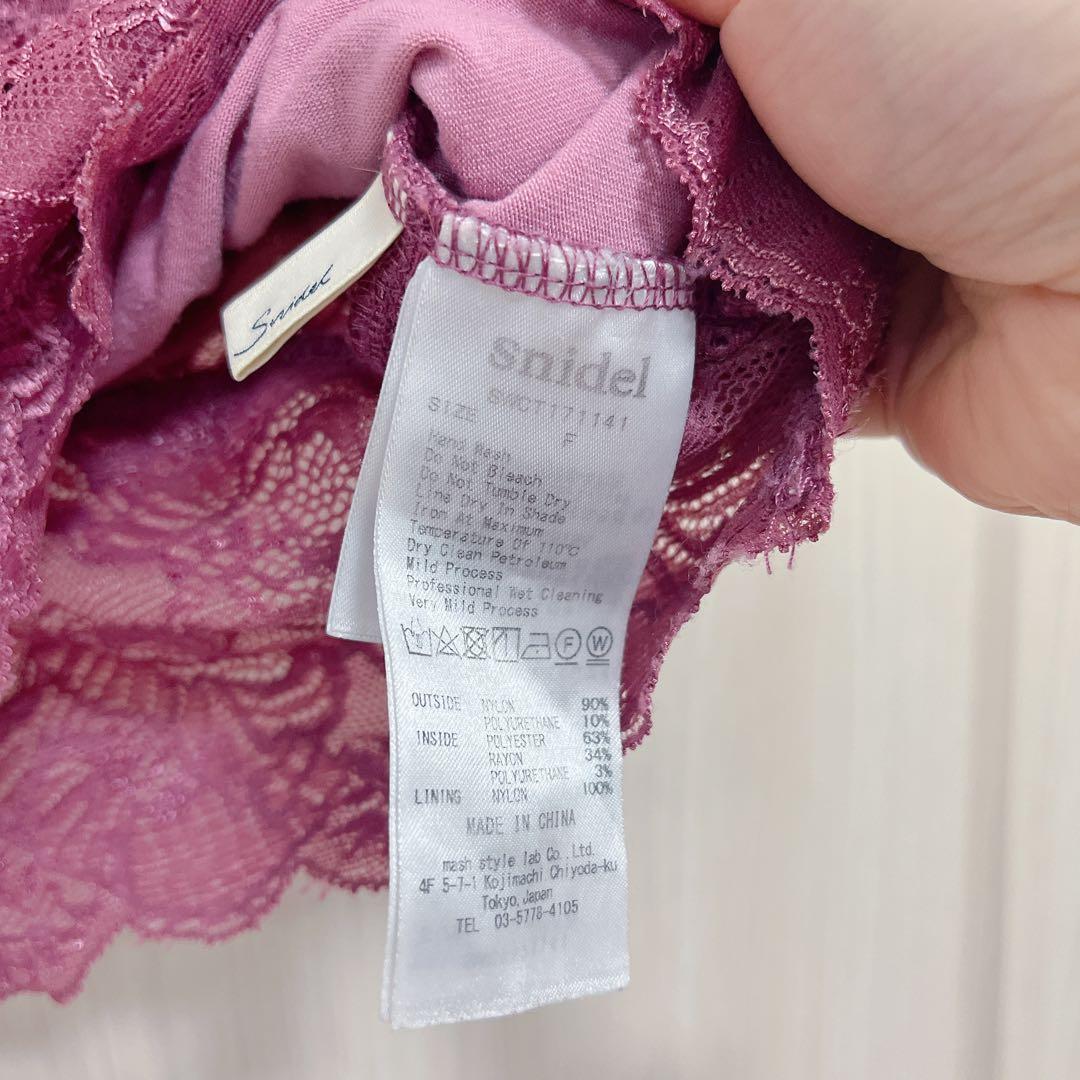 Snidel
snidel
SWCT171141
SIZE F
Hand Wash
Do Not Bleach
Do Not Tumble Dry
Line Dry In Shade
Iron At Maximum
Temperature Of 110℃
Dry Clean Petroleum
Mild Process
Professional Wet Cleaning
Very Mild Process
F W
OUTSIDE NYLON 90%
POLYURETHANE 10%
INSIDE POLYESTER 63%
RAYON 34%
POLYURETHANE 3%
LINING NYLON 100%
MADE IN CHINA
mash style lab Co.,Ltd.
4F 5-7-1 Kojimachi Chiyoda-ku
Tokyo,Japan
TEL 03-5778-4105